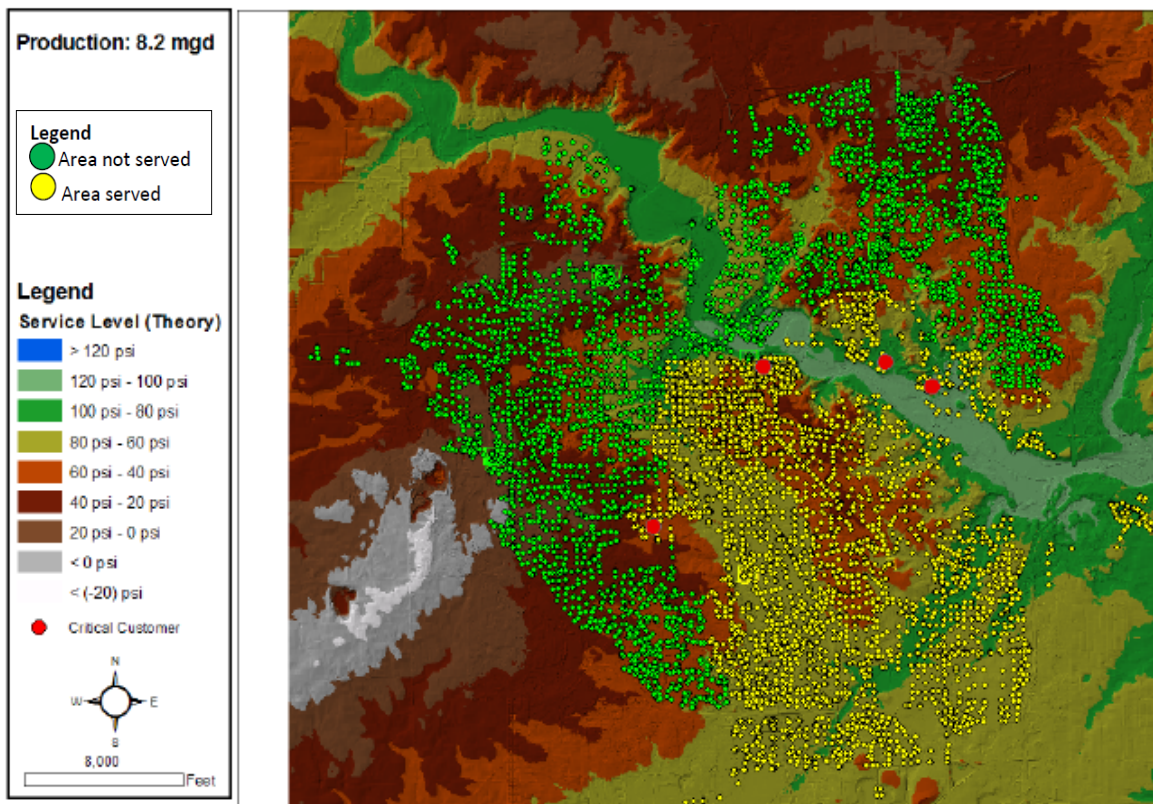 Production: 8.2 mgd
Legend
Area not served
Area served
Legend
Service Level (Theory)
> 120 psi
120 psi - 100 psi
100 psi - 80 psi
80 psi - 60 psi
60 psi - 40 psi
40 psi - 20 psi
20 psi - 0 psi
< 0 psi
< (-20) psi
Critical Customer
N
W E
S
8,000
Feet